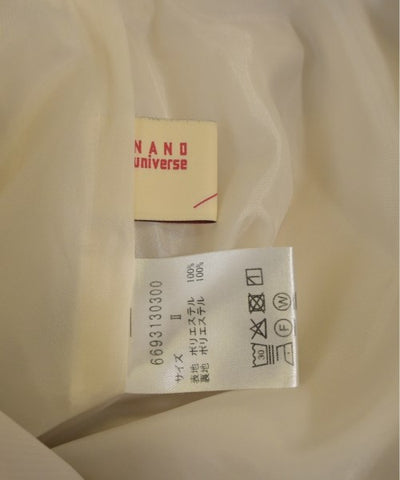 NANO
universe
6693130300
サイズ II
表地 ポリエステル 100%
裏地 ポリエステル 100%
30
F
W